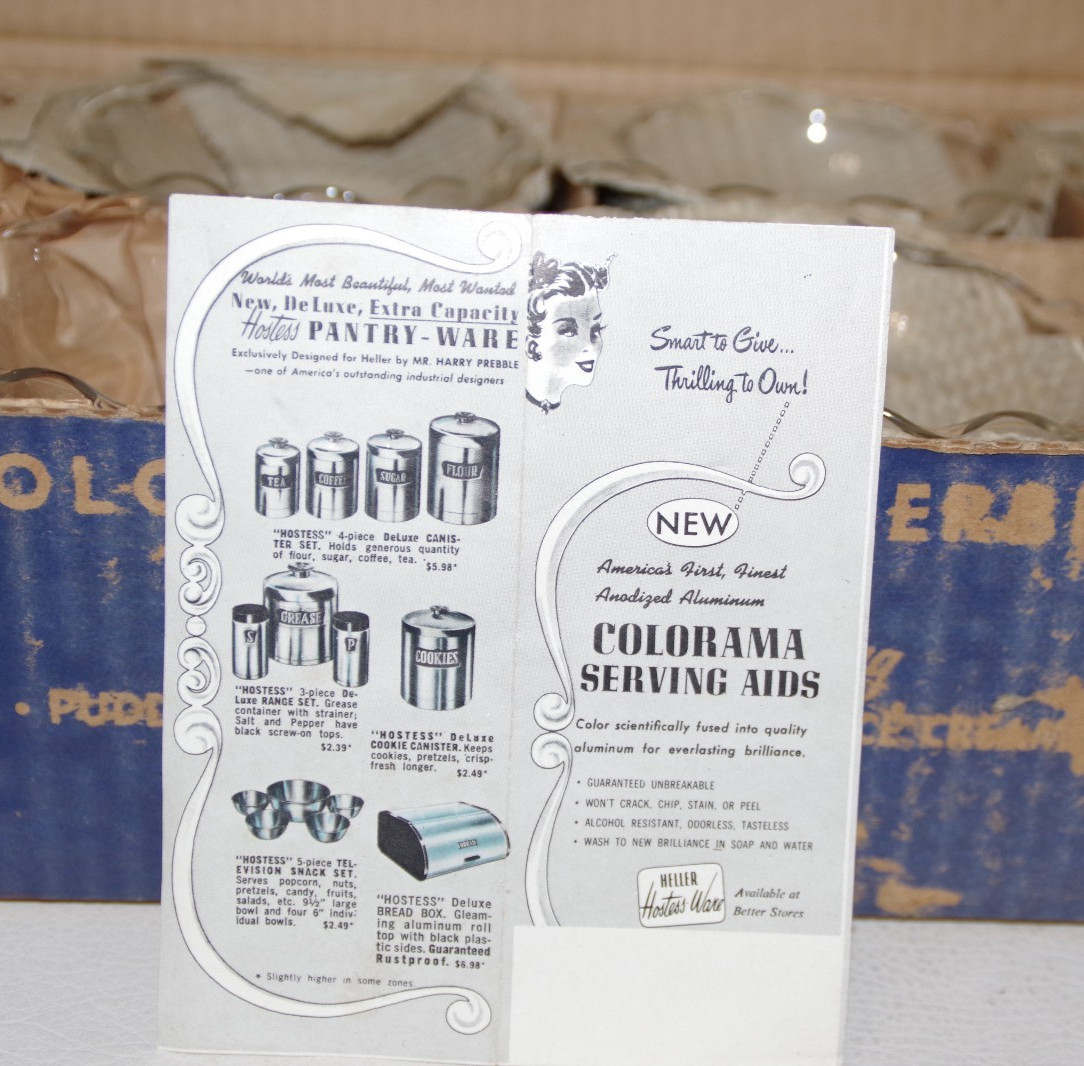 World's Most Beautiful, Most Wanted
New, DeLuxe, Extra Capacity
Hostess PANTRY-WARE
Exclusively Designed for Heller by MR. HARRY PREBBLE
—one of America's outstanding industrial designers
TEA
COFFEE
SUGAR
FLOUR
"HOSTESS" 4-piece DeLuxe CANIS-
TER SET. Holds generous quantity
of flour, sugar, coffee, tea. $5.98*
S
GREASE
P
COOKIES
"HOSTESS" 3-piece De-
Luxe RANGE SET. Grease
container with strainer;
Salt and Pepper have
black screw-on tops.
$2.39*
"HOSTESS" DeLuxe
COOKIE CANISTER. Keeps
cookies, pretzels, crisp-
fresh longer. $2.49*
BREAD
"HOSTESS" 5-piece TEL-
EVISION SNACK SET.
Serves popcorn, nuts,
pretzels, candy, fruits,
salads, etc. 9½" large
bowl and four 6" indiv-
idual bowls. $2.49*
"HOSTESS" Deluxe
BREAD BOX. Gleam-
ing aluminum roll
top with black plas-
tic sides. Guaranteed
Rustproof. $6.98*
* Slightly higher in some zones.
Smart to Give...
Thrilling to Own!
NEW
America's First, Finest
Anodized Aluminum
COLORAMA
SERVING AIDS
Color scientifically fused into quality
aluminum for everlasting brilliance.
• GUARANTEED UNBREAKABLE
• WON'T CRACK, CHIP, STAIN, OR PEEL
• ALCOHOL RESISTANT, ODORLESS, TASTELESS
• WASH TO NEW BRILLIANCE IN SOAP AND WATER
HELLER
Hostess Ware
Available at
Better Stores
OLO
ERB
• PUDD
ICE CREAM